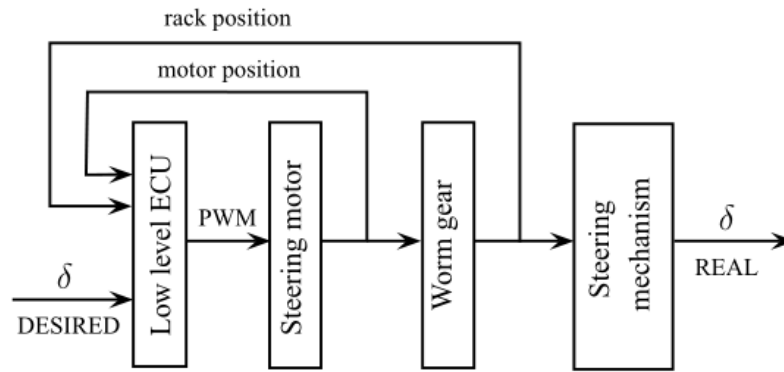 rack position
motor position
Low level ECU
PWM
Steering motor
Worm gear
Steering
mechanism
δ
DESIRED
δ
REAL